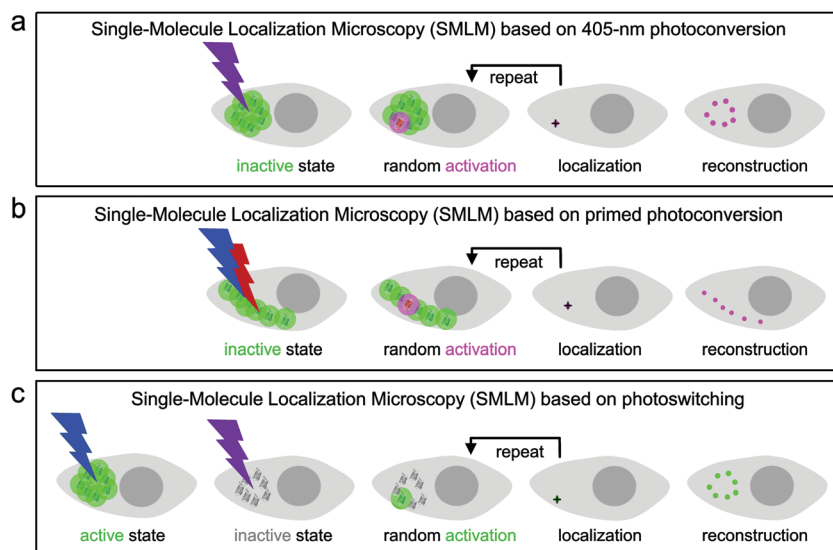 a
Single-Molecule Localization Microscopy (SMLM) based on 405-nm photoconversion
repeat
inactive state
random activation
localization
reconstruction
b
Single-Molecule Localization Microscopy (SMLM) based on primed photoconversion
repeat
inactive state
random activation
localization
reconstruction
c
Single-Molecule Localization Microscopy (SMLM) based on photoswitching
repeat
active state
inactive state
random activation
localization
reconstruction